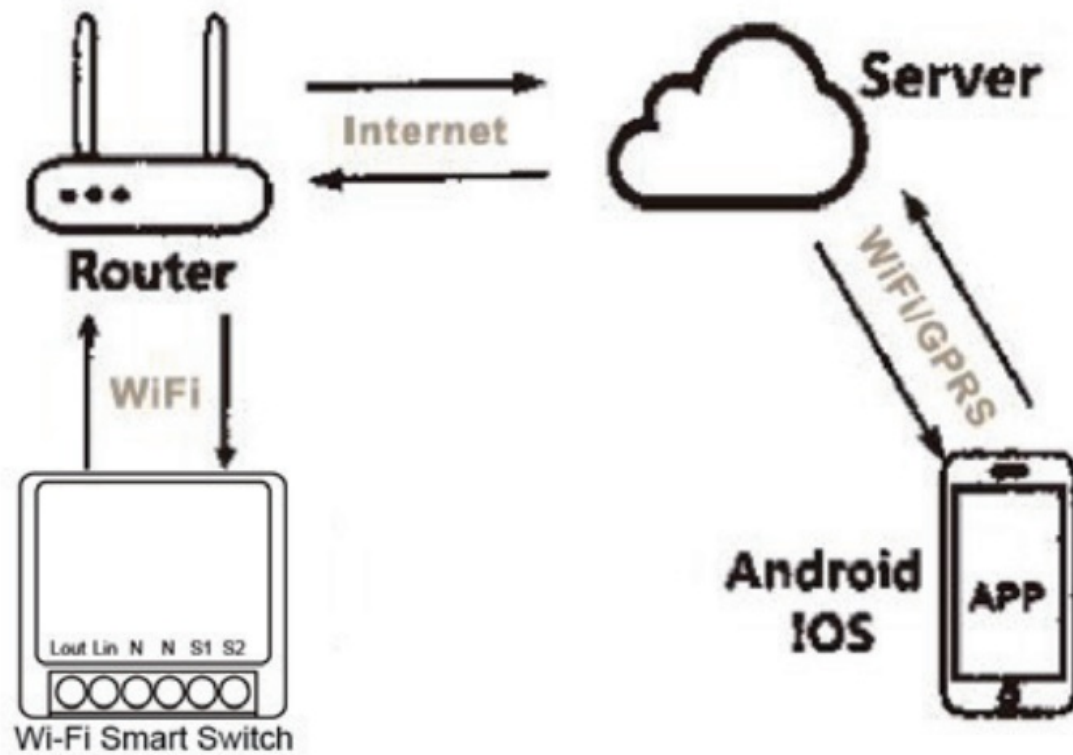 Server
Internet
Router
WiFi/GPRS
WiFi
Android
IOS
APP
Lout Lin N N S1 S2
Wi-Fi Smart Switch